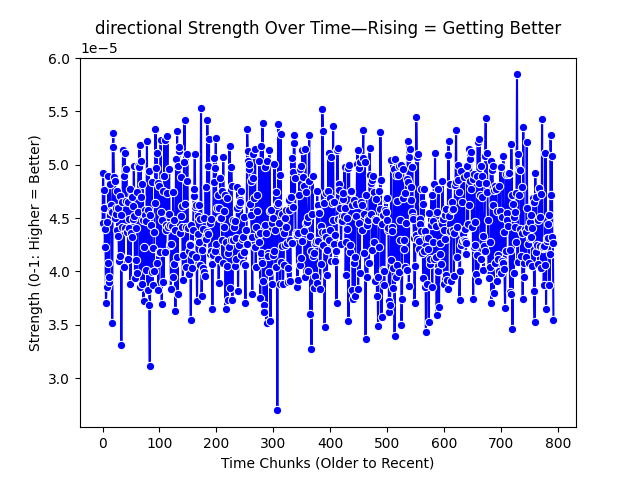 directional Strength Over Time—Rising = Getting Better
1e−5
6.0
5.5
5.0
4.5
4.0
3.5
3.0
Strength (0-1: Higher = Better)
0 100 200 300 400 500 600 700 800
Time Chunks (Older to Recent)